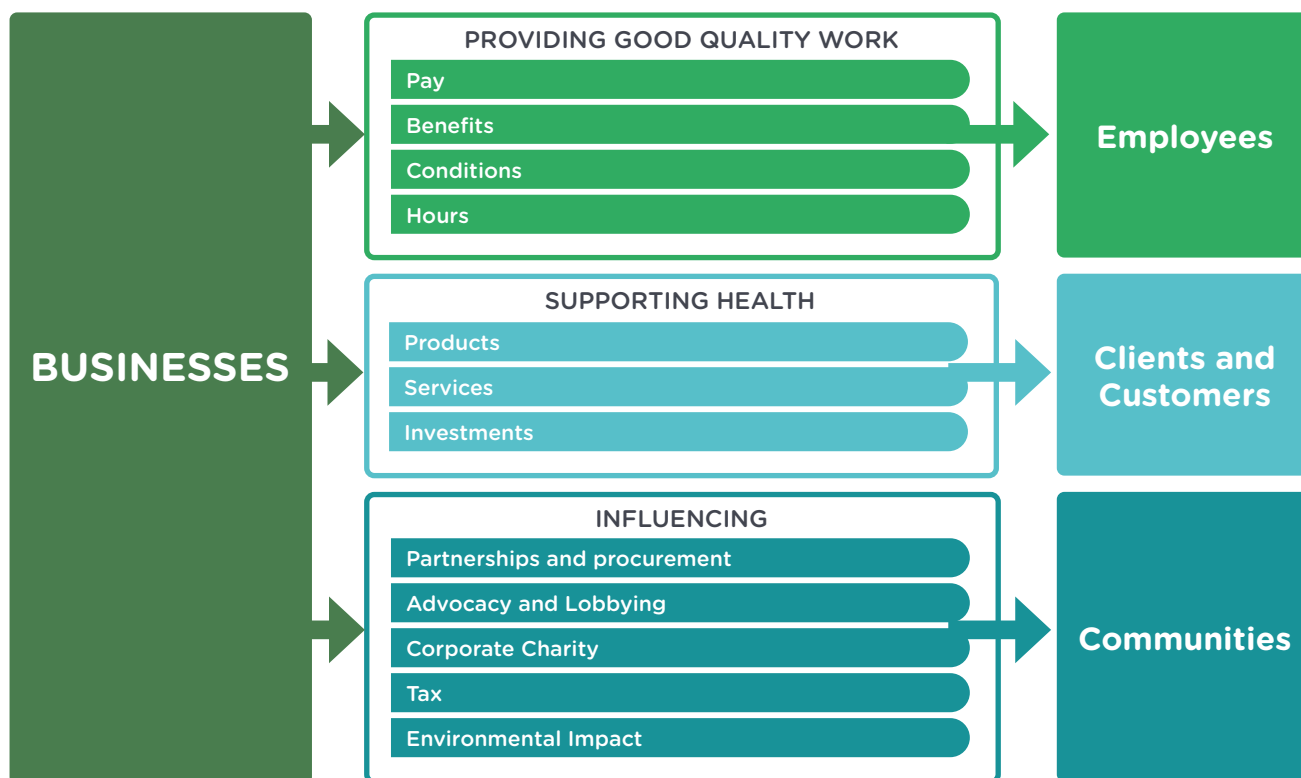 BUSINESSES
PROVIDING GOOD QUALITY WORK
Pay
Benefits
Conditions
Hours
Employees
SUPPORTING HEALTH
Products
Services
Investments
Clients and
Customers
INFLUENCING
Partnerships and procurement
Advocacy and Lobbying
Corporate Charity
Tax
Environmental Impact
Communities